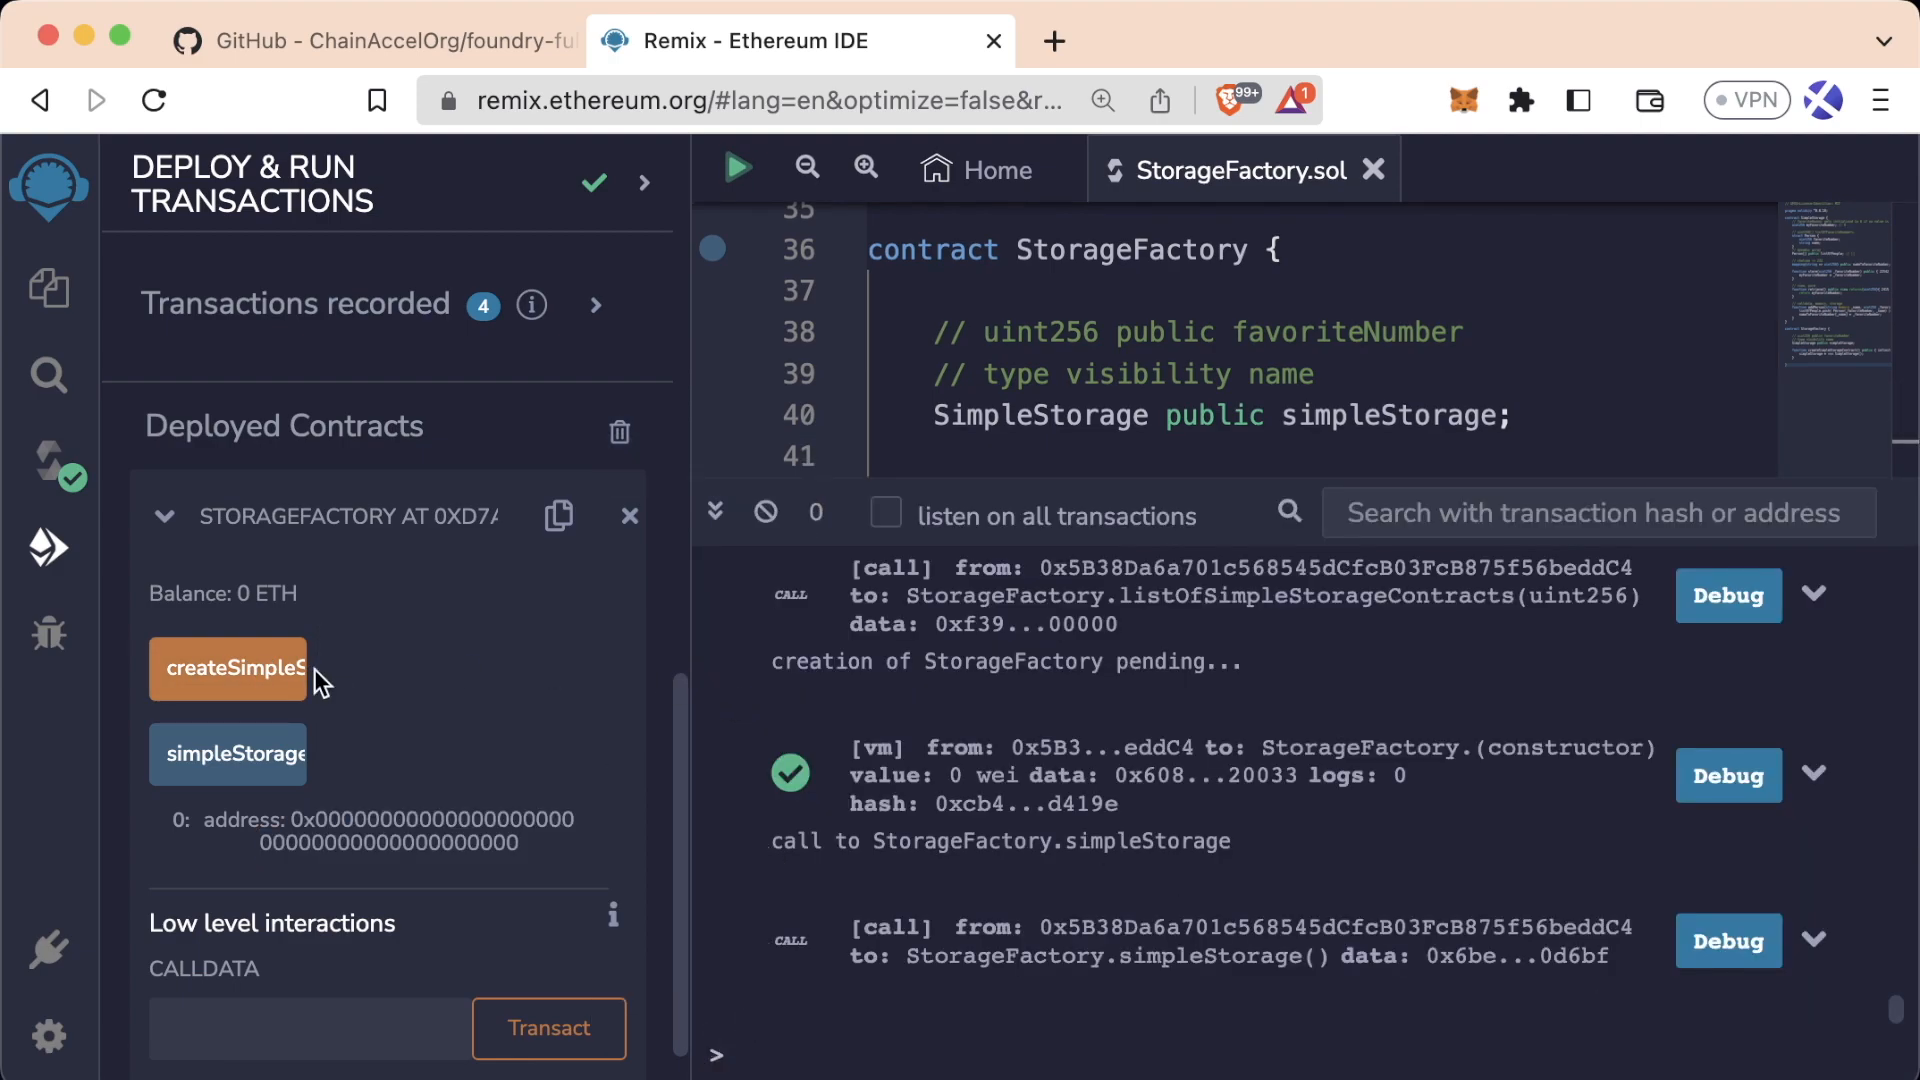 GitHub - ChainAccelOrg/foundry-ful
Remix - Ethereum IDE
remix.ethereum.org/#lang=en&optimize=false&r...
99+
1
VPN
DEPLOY & RUN
TRANSACTIONS
Transactions recorded 4
Deployed Contracts
STORAGEFACTORY AT 0XD7A
Balance: 0 ETH
createSimpleS
simpleStorage
0: address: 0x00000000000000000000
00000000000000000000
Low level interactions
CALLDATA
Transact
Home
StorageFactory.sol
35
36 contract StorageFactory {
37
38 // uint256 public favoriteNumber
39 // type visibility name
40 SimpleStorage public simpleStorage;
41
0
listen on all transactions
Search with transaction hash or address
CALL
[call] from: 0x5B38Da6a701c568545dCfcB03FcB875f56beddC4
to: StorageFactory.listOfSimpleStorageContracts(uint256)
data: 0xf39...00000
Debug
creation of StorageFactory pending...
[vm] from: 0x5B3...eddC4 to: StorageFactory.(constructor)
value: 0 wei data: 0x608...20033 logs: 0
hash: 0xcb4...d419e
Debug
call to StorageFactory.simpleStorage
CALL
[call] from: 0x5B38Da6a701c568545dCfcB03FcB875f56beddC4
to: StorageFactory.simpleStorage() data: 0x6be...0d6bf
Debug
>